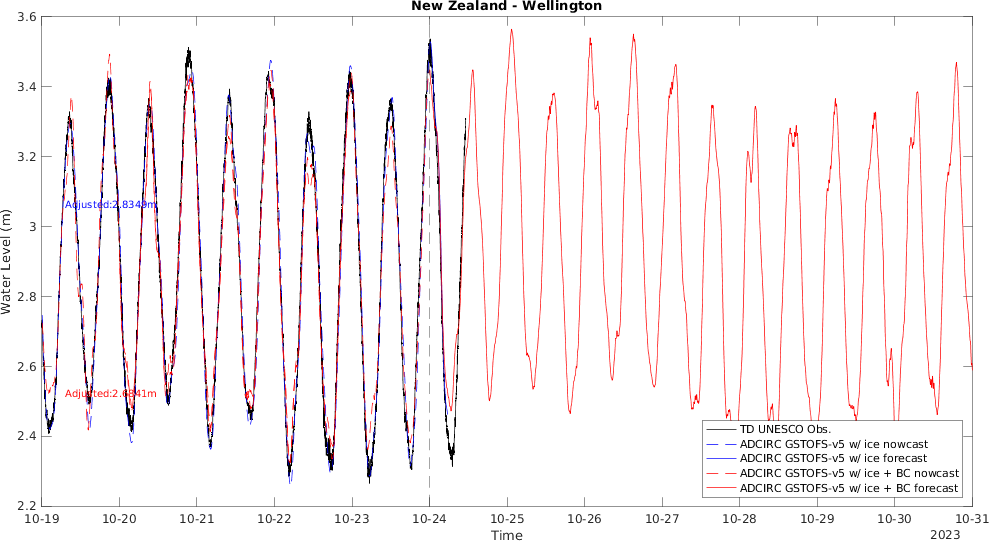 New Zealand - Wellington
3.6
3.4
3.2
3
2.8
2.6
2.4
2.2
Water Level (m)
Adjusted:2.8349m
Adjusted:2.6841m
TD UNESCO Obs.
ADCIRC GSTOFS-v5 w/ ice nowcast
ADCIRC GSTOFS-v5 w/ ice forecast
ADCIRC GSTOFS-v5 w/ ice + BC nowcast
ADCIRC GSTOFS-v5 w/ ice + BC forecast
10-19 10-20 10-21 10-22 10-23 10-24 10-25 10-26 10-27 10-28 10-29 10-30 10-31
Time
2023